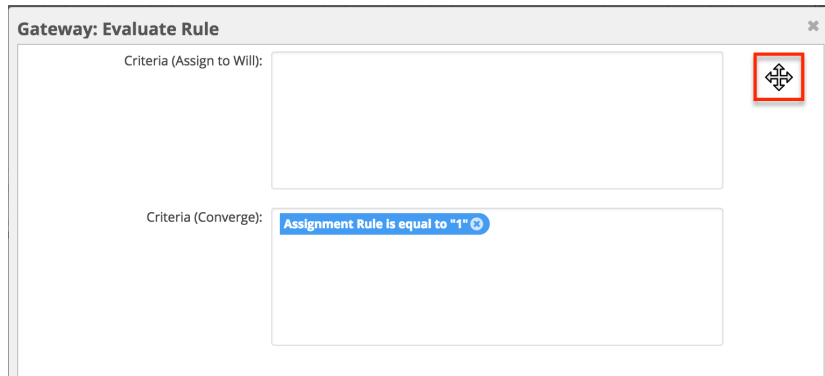 Gateway: Evaluate Rule
Criteria (Assign to Will):
Criteria (Converge):
Assignment Rule is equal to "1"